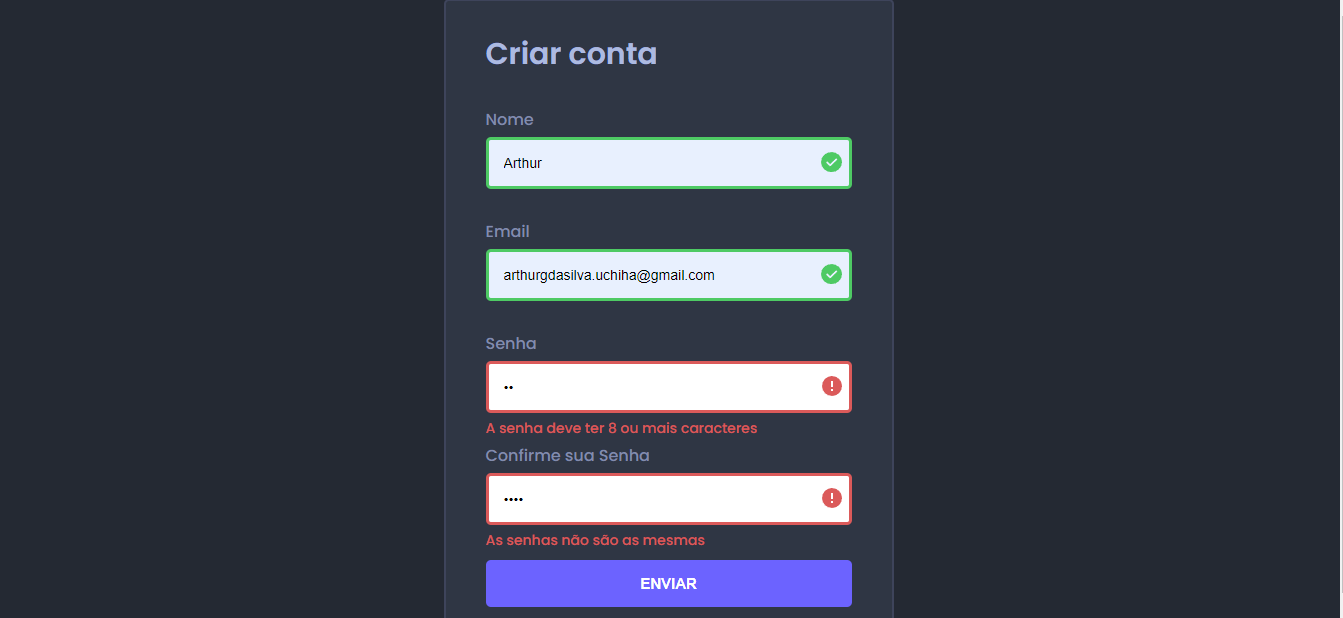 Criar conta
Nome
Arthur
Email
arthurgdasilva.uchiha@gmail.com
Senha
••
A senha deve ter 8 ou mais caracteres
Confirme sua Senha
••••
As senhas não são as mesmas
ENVIAR